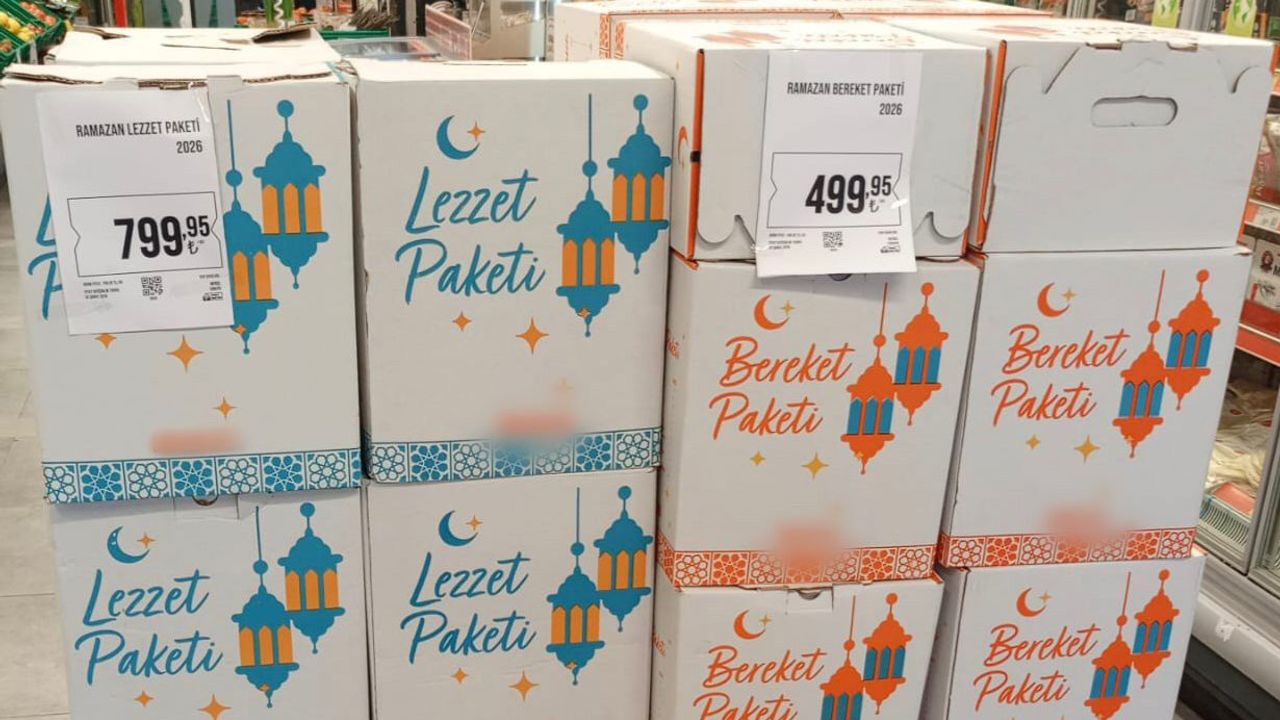 RAMAZAN LEZZET PAKETİ
2026
799,95
₺
Lezzet
Paketi
RAMAZAN BEREKET PAKETİ
2026
499,95
₺
Bereket
Paketi
Bereket
Paketi
Lezzet
Paketi
Lezzet
Paketi
Bereket
Paketi
Bereket
Paketi